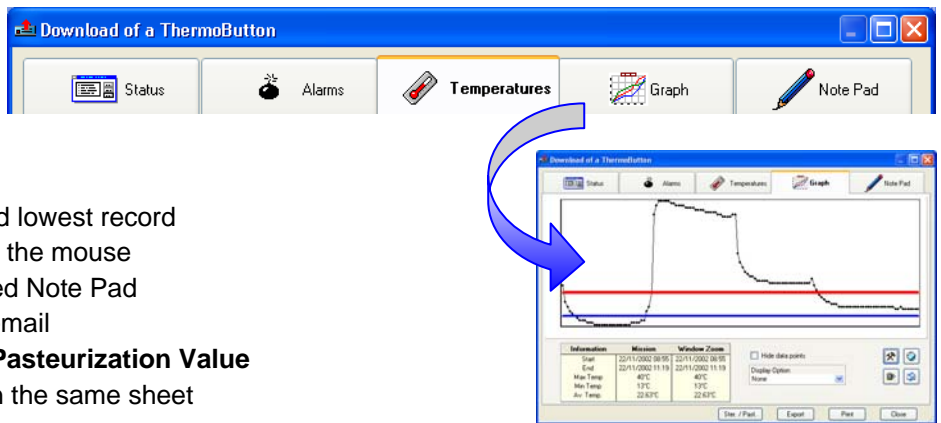 Download of a ThermoButton
Status Alarms Temperatures Graph Note Pad
d lowest record
the mouse
ed Note Pad
mail
Pasteurization Value
n the same sheet
Download of a ThermoButton
Status Alarms Temperatures Graph Note Pad
Information Mission Window Zoom
Start 22/11/2002 08:55 22/11/2002 08:55
End 22/11/2002 11:19 22/11/2002 11:19
Max Temp 40°C 40°C
Min Temp 13°C 13°C
Av. Temp. 22.63°C 22.63°C
Hide data points
Display Option
None
Ster. / Past. Export Print Close